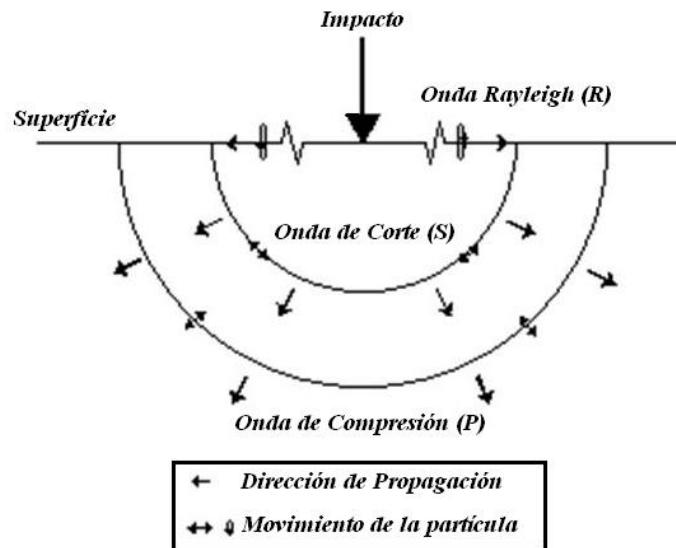 Impacto
Onda Rayleigh (R)
Superficie
Onda de Corte (S)
Onda de Compresión (P)
Dirección de Propagación
Movimiento de la partícula